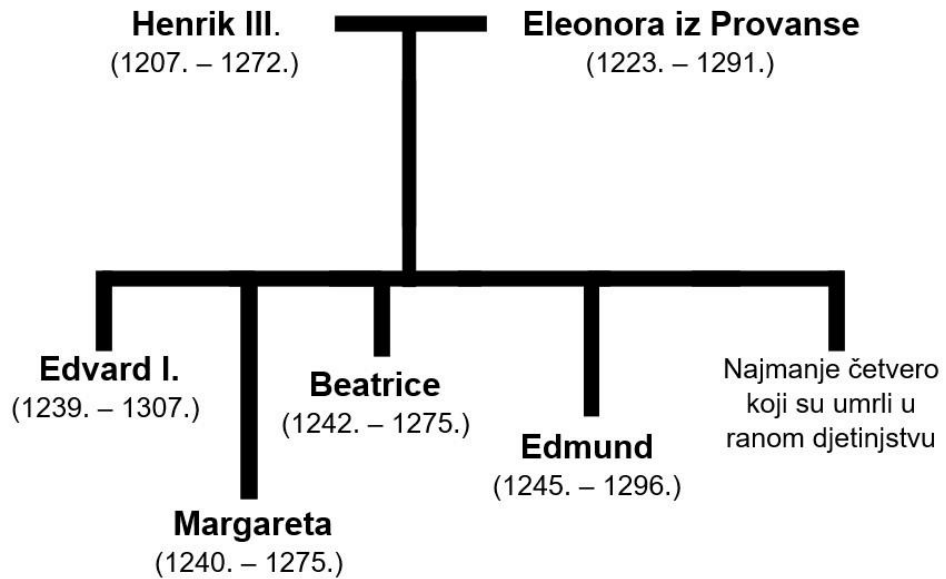 Henrik III.
(1207. – 1272.)
Eleonora iz Provanse
(1223. – 1291.)
Edvard I.
(1239. – 1307.)
Margareta
(1240. – 1275.)
Beatrice
(1242. – 1275.)
Edmund
(1245. – 1296.)
Najmanje četvero
koji su umrli u
ranom djetinjstvu